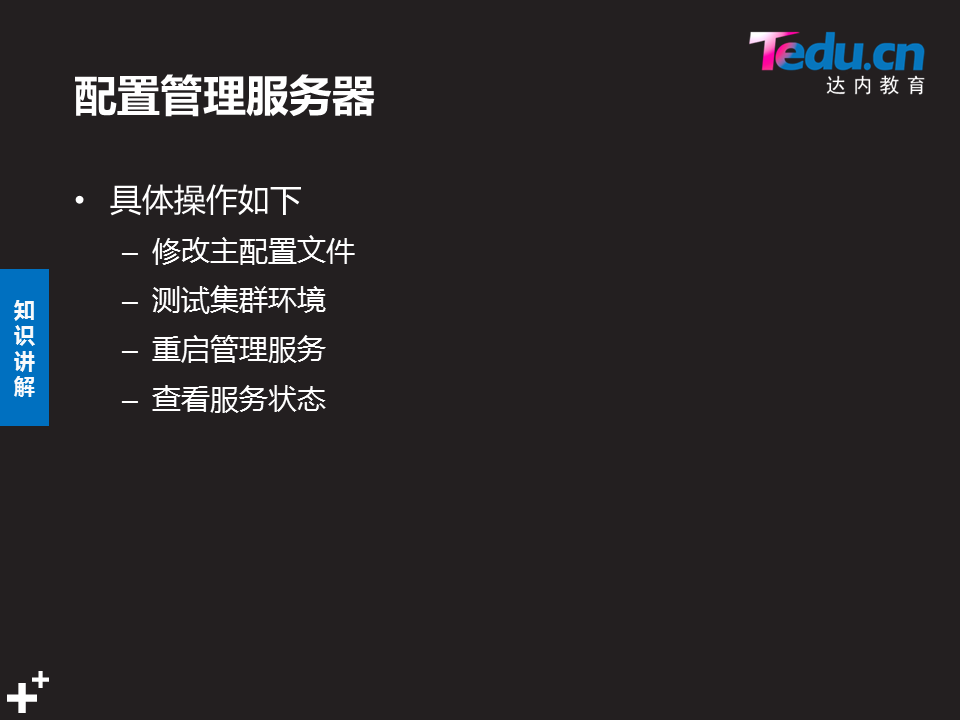 Tedu.cn
达内教育
配置管理服务器
• 具体操作如下
– 修改主配置文件
– 测试集群环境
– 重启管理服务
– 查看服务状态
知
识
讲
解